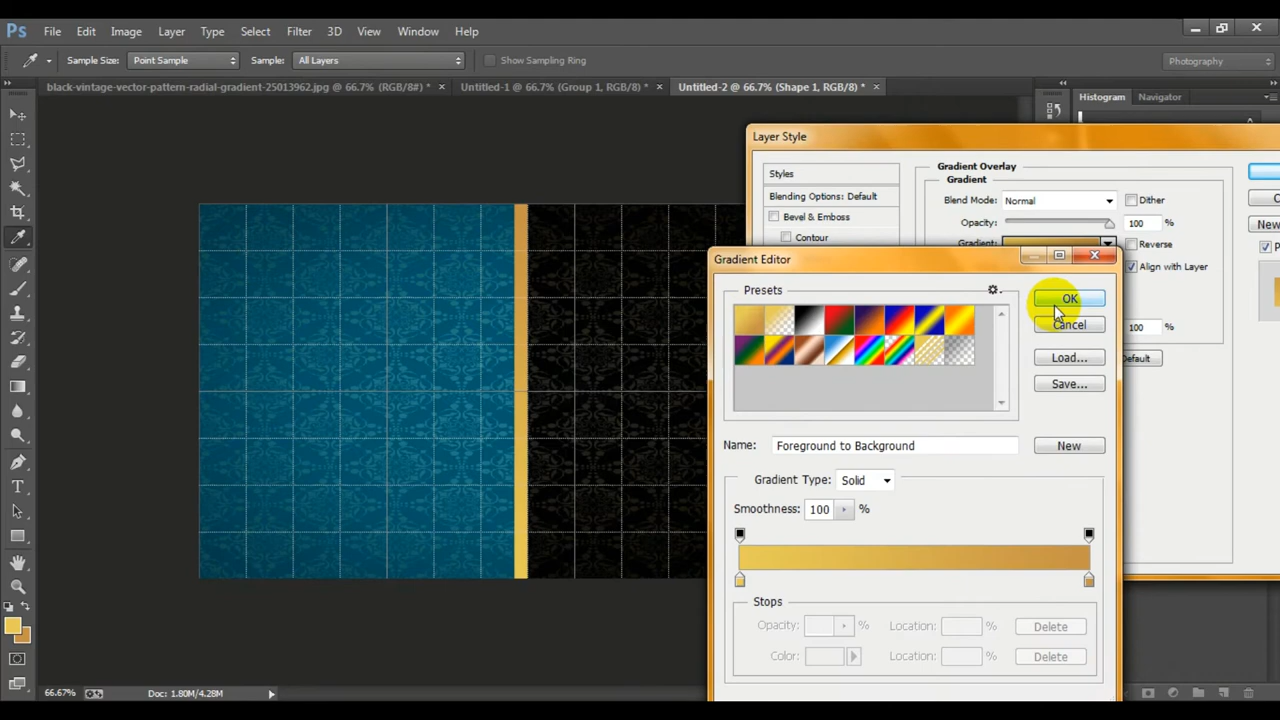 Ps File Edit Image Layer Type Select Filter 3D View Window Help
Sample Size: Point Sample Sample: All Layers Show Sampling Ring Photography
black-vintage-vector-pattern-radial-gradient-25013962.jpg @ 66.7% (RGB/8#) * × Untitled-1 @ 66.7% (Group 1, RGB/8) * × Untitled-2 @ 66.7% (Shape 1, RGB/8) * × Histogram Navigator
Layer Style
Styles
Blending Options: Default
Bevel & Emboss
Contour
Gradient Overlay
Gradient
Blend Mode: Normal Dither
Opacity: 100 %
Gradient: Reverse
Align with Layer
100 %
Default
New
Gradient Editor
Presets
OK
Cancel
Load...
Save...
Name: Foreground to Background New
Gradient Type: Solid
Smoothness: 100 %
Stops
Opacity: % Location: % Delete
Color: Location: % Delete
66.67% Doc: 1.80M/4.28M